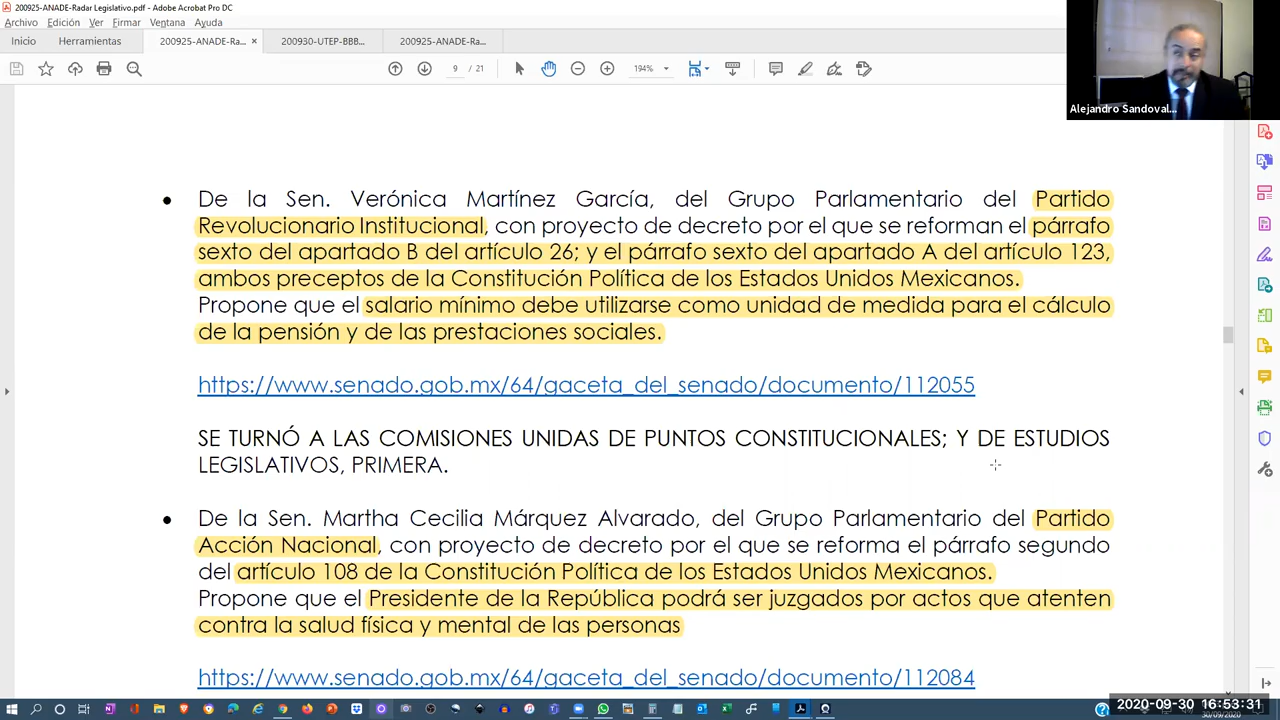 200925-ANADE-Radar Legislativo.pdf - Adobe Acrobat Pro DC
Archivo Edición Ver Firmar Ventana Ayuda
Inicio Herramientas 200925-ANADE-Ra... × 200930-UTEP-BBB... 200925-ANADE-Ra...
9 / 21 194%
Alejandro Sandoval...
• De la Sen. Verónica Martínez García, del Grupo Parlamentario del Partido
Revolucionario Institucional, con proyecto de decreto por el que se reforman el párrafo
sexto del apartado B del artículo 26; y el párrafo sexto del apartado A del artículo 123,
ambos preceptos de la Constitución Política de los Estados Unidos Mexicanos.
Propone que el salario mínimo debe utilizarse como unidad de medida para el cálculo
de la pensión y de las prestaciones sociales.
https://www.senado.gob.mx/64/gaceta_del_senado/documento/112055
SE TURNÓ A LAS COMISIONES UNIDAS DE PUNTOS CONSTITUCIONALES; Y DE ESTUDIOS
LEGISLATIVOS, PRIMERA.
• De la Sen. Martha Cecilia Márquez Alvarado, del Grupo Parlamentario del Partido
Acción Nacional, con proyecto de decreto por el que se reforma el párrafo segundo
del artículo 108 de la Constitución Política de los Estados Unidos Mexicanos.
Propone que el Presidente de la República podrá ser juzgados por actos que atenten
contra la salud física y mental de las personas
https://www.senado.gob.mx/64/gaceta_del_senado/documento/112084
2020-09-30 16:53:31
30/09/2020